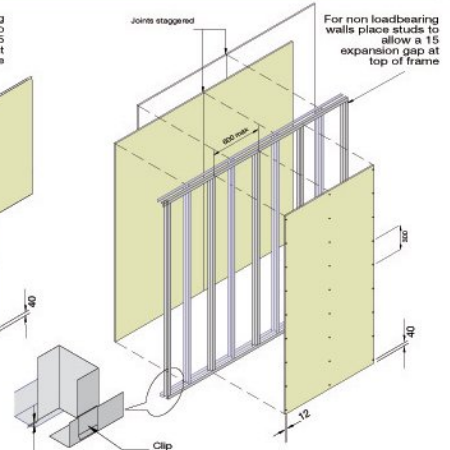 Joints staggered
For non loadbearing
walls place studs to
allow a 15
expansion gap at
top of frame
600 max
300
40
40
12
Clip